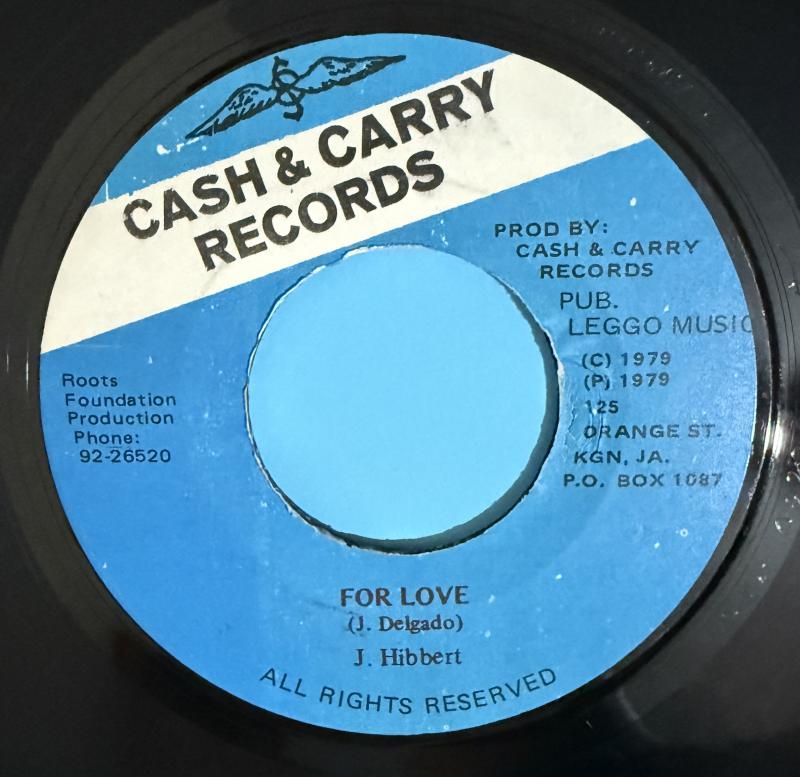 CASH & CARRY
RECORDS
PROD BY:
CASH & CARRY
RECORDS
PUB.
LEGGO MUSIC
(C) 1979
(P) 1979
125
ORANGE ST.
KGN, JA.
P.O. BOX 1087
Roots
Foundation
Production
Phone:
92-26520
FOR LOVE
(J. Delgado)
J. Hibbert
ALL RIGHTS RESERVED